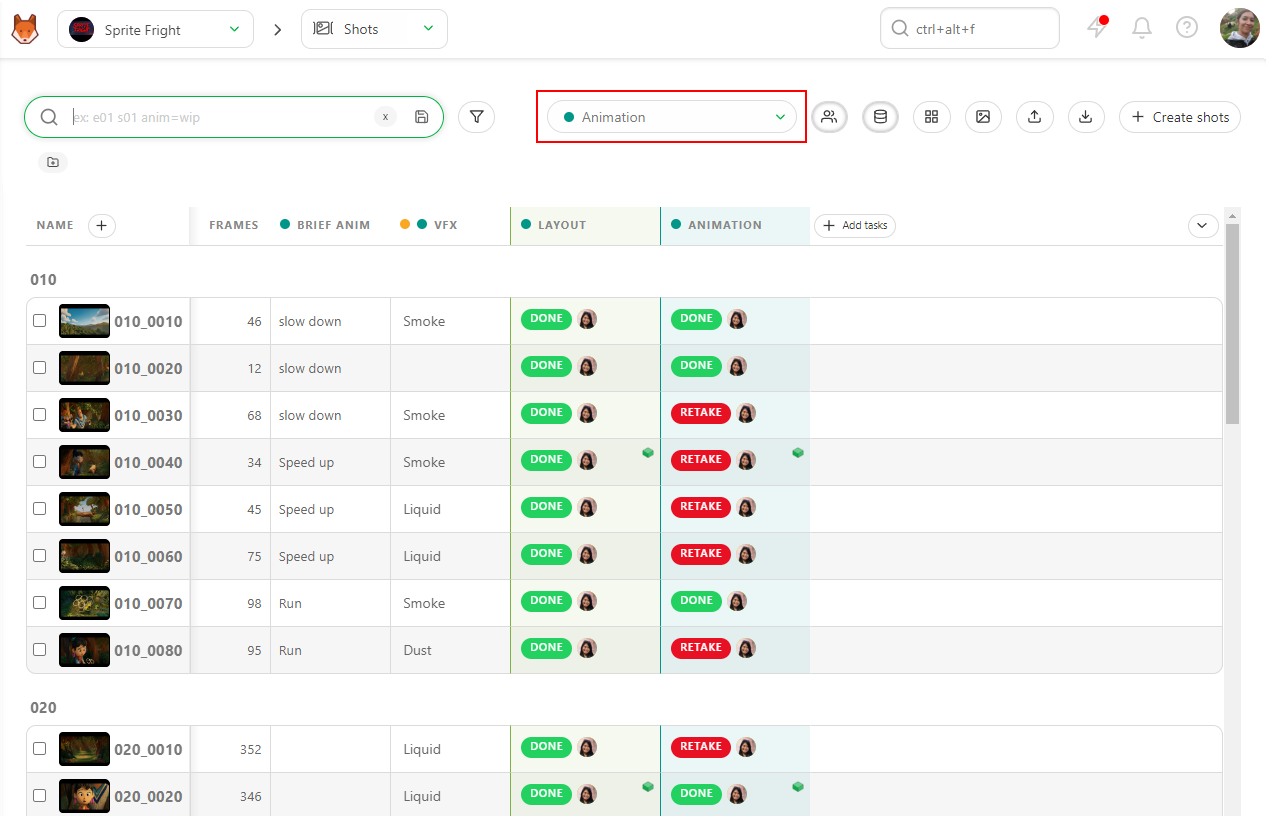 Sprite Fright
Shots
ctrl+alt+f
ex: e01 s01 anim=wip
x
Animation
Create shots
NAME FRAMES BRIEF ANIM VFX LAYOUT ANIMATION Add tasks
010
010_0010 46 slow down Smoke DONE DONE
010_0020 12 slow down DONE DONE
010_0030 68 slow down Smoke DONE RETAKE
010_0040 34 Speed up Smoke DONE RETAKE
010_0050 45 Speed up Liquid DONE RETAKE
010_0060 75 Speed up Liquid DONE RETAKE
010_0070 98 Run Smoke DONE DONE
010_0080 95 Run Dust DONE RETAKE
020
020_0010 352 Liquid DONE RETAKE
020_0020 346 Liquid DONE DONE